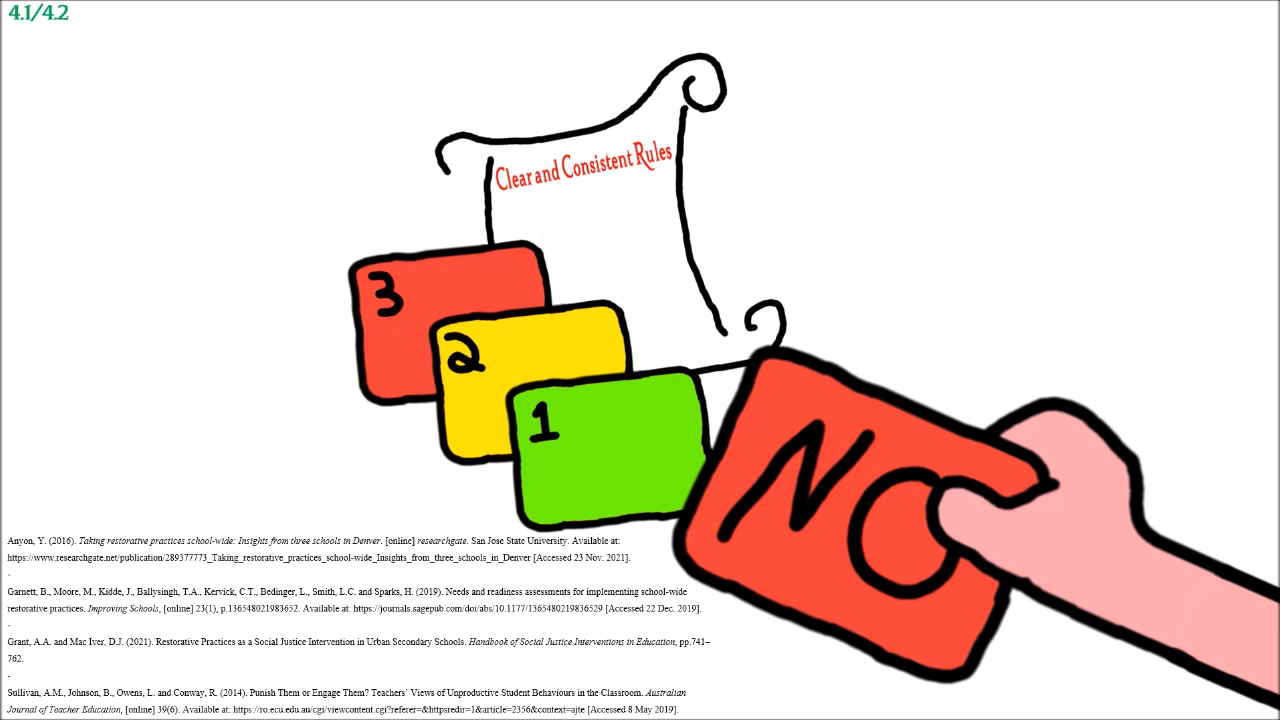 4.1/4.2
Clear and Consistent Rules
3
2
1
NO
Anyon, Y. (2016). Taking restorative practices school-wide: Insights from three schools in Denver. [online] researchgate. San Jose State University. Available at:
https://www.researchgate.net/publication/289377773_Taking_restorative_practices_school-wide_Insights_from_three_schools_in_Denver [Accessed 23 Nov. 2021].
-
Garnett, B., Moore, M., Kidde, J., Ballysingh, T.A., Kervick, C.T., Bedinger, L., Smith, L.C. and Sparks, H. (2019). Needs and readiness assessments for implementing school-wide
restorative practices. Improving Schools, [online] 23(1), p.136548021983652. Available at: https://journals.sagepub.com/doi/abs/10.1177/1365480219836529 [Accessed 22 Dec. 2019].
-
Grant, A.A. and Mac Iver, D.J. (2021). Restorative Practices as a Social Justice Intervention in Urban Secondary Schools. Handbook of Social Justice Interventions in Education, pp.741–
762.
-
Sullivan, A.M., Johnson, B., Owens, L. and Conway, R. (2014). Punish Them or Engage Them? Teachers’ Views of Unproductive Student Behaviours in the Classroom. Australian
Journal of Teacher Education, [online] 39(6). Available at: https://ro.ecu.edu.au/cgi/viewcontent.cgi?referer=&httpsredir=1&article=2356&context=ajte [Accessed 8 May 2019].